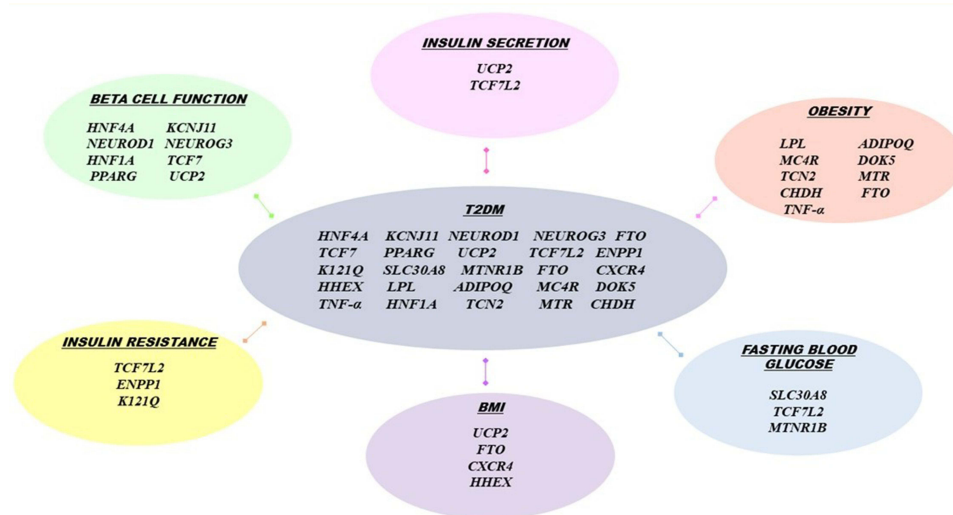 INSULIN SECRETION
UCP2
TCF7L2
BETA CELL FUNCTION
HNF4A KCNJ11
NEUROD1 NEUROG3
HNF1A TCF7
PPARG UCP2
OBESITY
LPL ADIPOQ
MC4R DOK5
TCN2 MTR
CHDH FTO
TNF-α
T2DM
HNF4A KCNJ11 NEUROD1 NEUROG3 FTO
TCF7 PPARG UCP2 TCF7L2 ENPP1
K121Q SLC30A8 MTNR1B FTO CXCR4
HHEX LPL ADIPOQ MC4R DOK5
TNF-α HNF1A TCN2 MTR CHDH
INSULIN RESISTANCE
TCF7L2
ENPP1
K121Q
BMI
UCP2
FTO
CXCR4
HHEX
FASTING BLOOD
GLUCOSE
SLC30A8
TCF7L2
MTNR1B